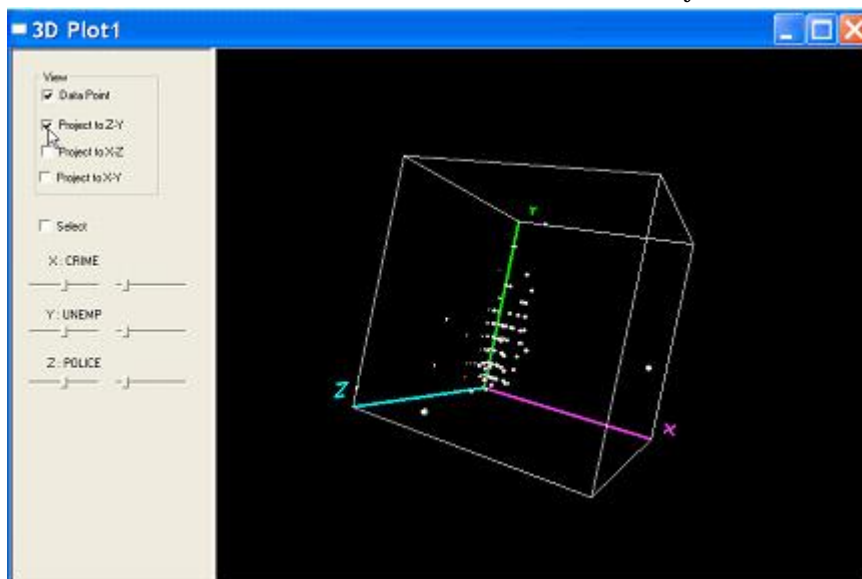 3D Plot1
View
Data Point
Project to Z-Y
Project to X-Z
Project to X-Y
Select
X : CRIME
Y : UNEMP
Z : POLICE
Y
Z
X